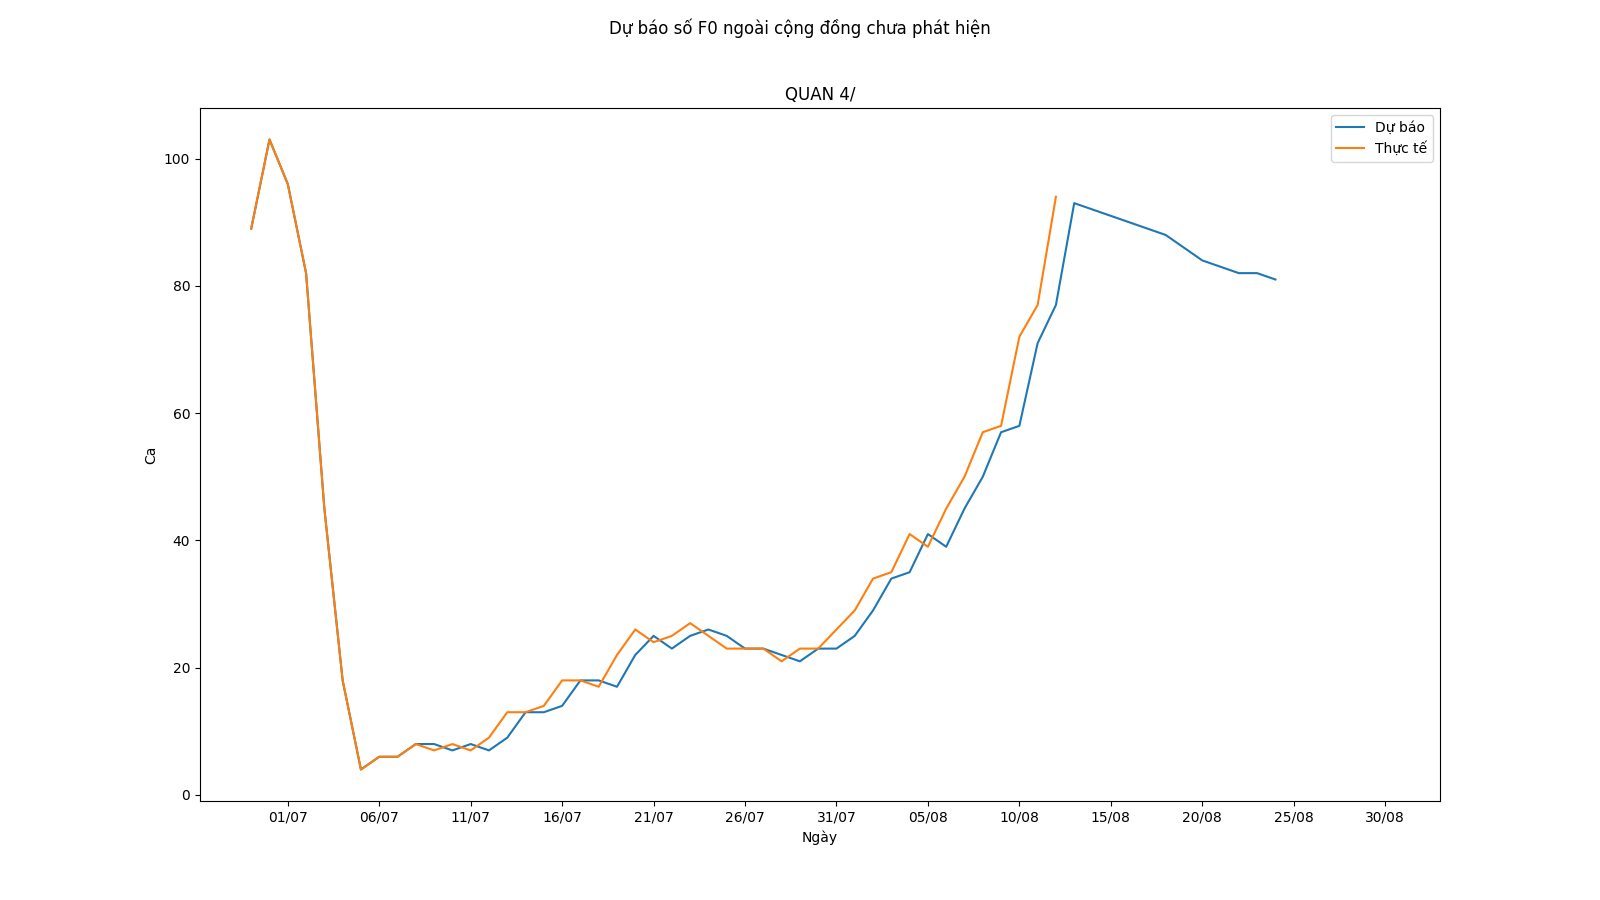 Dự báo số F0 ngoài cộng đồng chưa phát hiện
QUAN 4/
Dự báo
Thực tế
100
80
60
40
20
0
Ca
01/07 06/07 11/07 16/07 21/07 26/07 31/07 05/08 10/08 15/08 20/08 25/08 30/08
Ngày